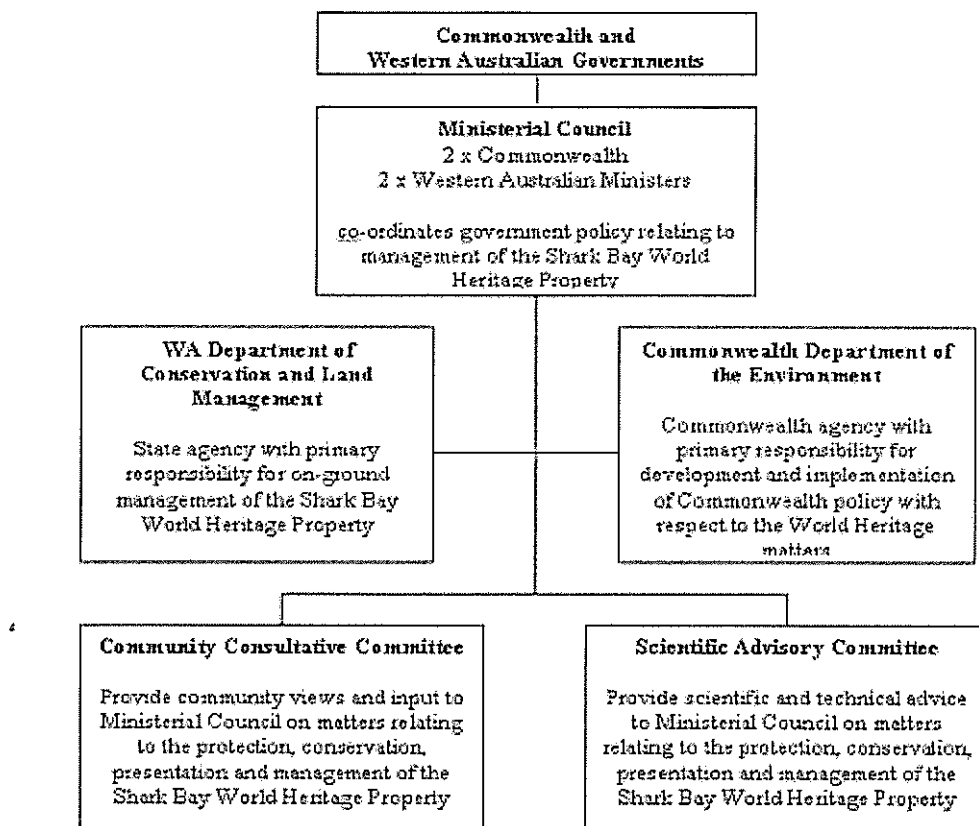 Commonwealth and
Western Australian Governments
Ministerial Council
2 x Commonwealth
2 x Western Australian Ministers
co-ordinates government policy relating to
management of the Shark Bay World
Heritage Property
WA Department of
Conservation and Land
Management
State agency with primary
responsibility for on-ground
management of the Shark Bay
World Heritage Property
Commonwealth Department of
the Environment
Commonwealth agency with
primary responsibility for
development and implementation
of Commonwealth policy with
respect to the World Heritage
matters
Community Consultative Committee
Provide community views and input to
Ministerial Council on matters relating
to the protection, conservation,
presentation and management of the
Shark Bay World Heritage Property
Scientific Advisory Committee
Provide scientific and technical advice
to Ministerial Council on matters
relating to the protection, conservation,
presentation and management of the
Shark Bay World Heritage Property